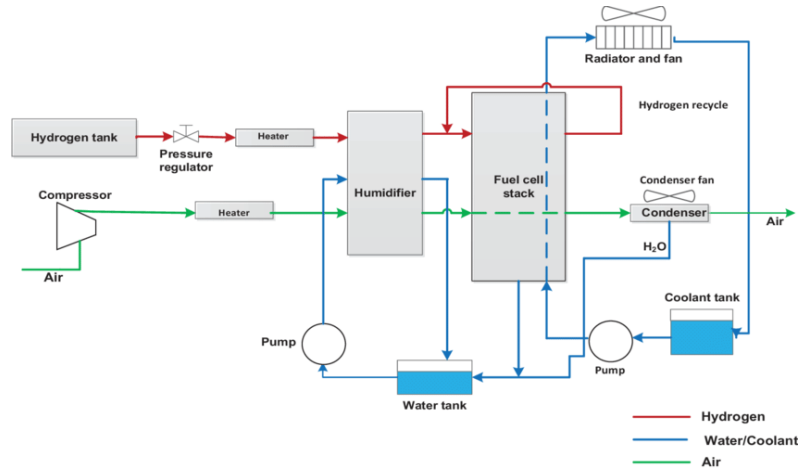 Radiator and fan
Hydrogen recycle
Hydrogen tank
Pressure
regulator
Heater
Humidifier
Fuel cell
stack
Compressor
Heater
Air
Condenser fan
Condenser
Air
H₂O
Coolant tank
Pump
Pump
Water tank
Hydrogen
Water/Coolant
Air